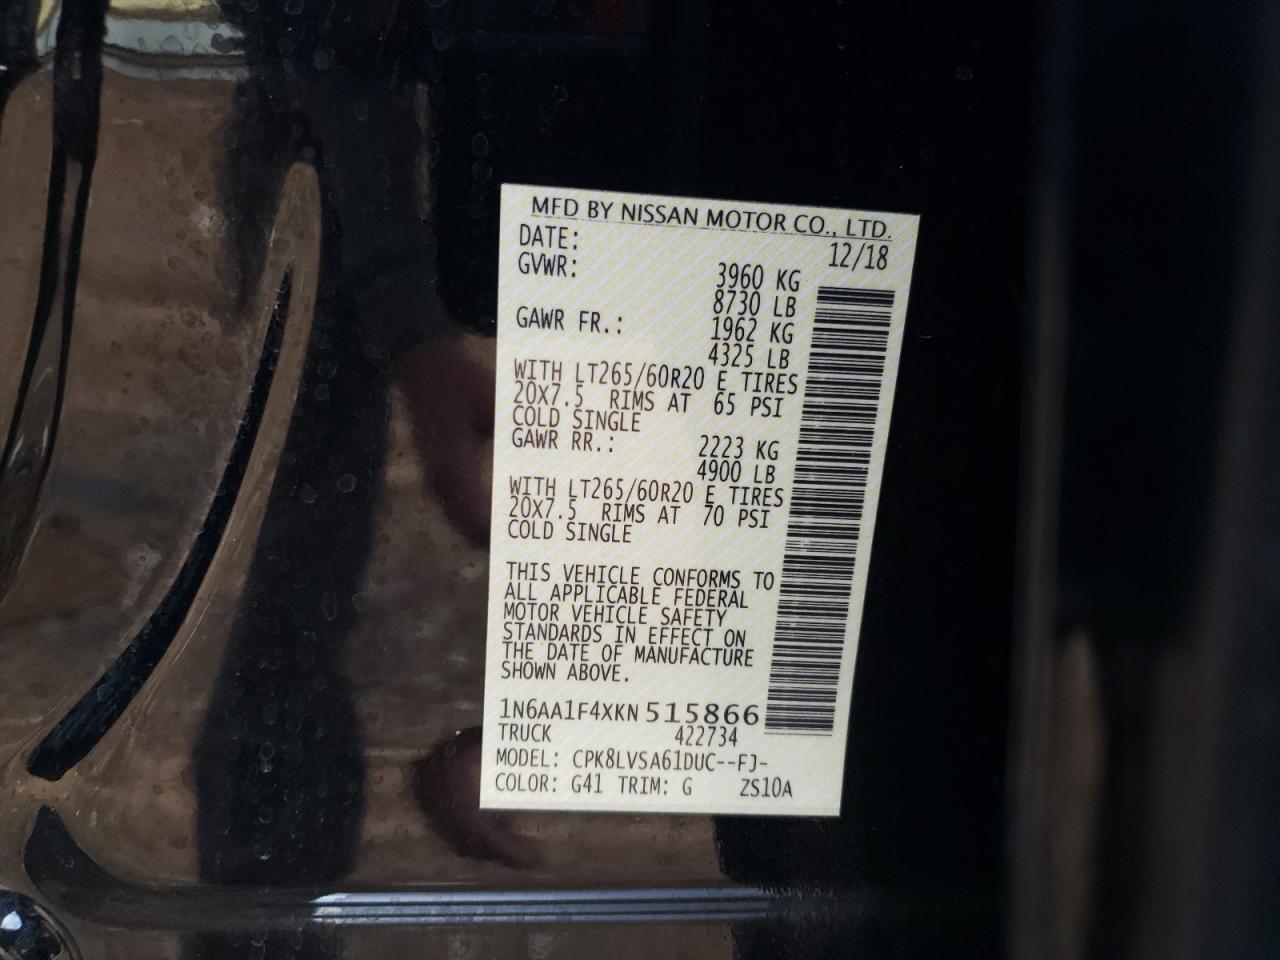 MFD BY NISSAN MOTOR CO., LTD.
DATE: 12/18
GVWR: 3960 KG
8730 LB
GAWR FR.: 1962 KG
4325 LB
WITH LT265/60R20 E TIRES
20X7.5 RIMS AT 65 PSI
COLD SINGLE
GAWR RR.: 2223 KG
4900 LB
WITH LT265/60R20 E TIRES
20X7.5 RIMS AT 70 PSI
COLD SINGLE
THIS VEHICLE CONFORMS TO
ALL APPLICABLE FEDERAL
MOTOR VEHICLE SAFETY
STANDARDS IN EFFECT ON
THE DATE OF MANUFACTURE
SHOWN ABOVE.
1N6AA1F4XKN515866
TRUCK 422734
MODEL: CPK8LVSA61DUC--FJ-
COLOR: G41 TRIM: G ZS10A